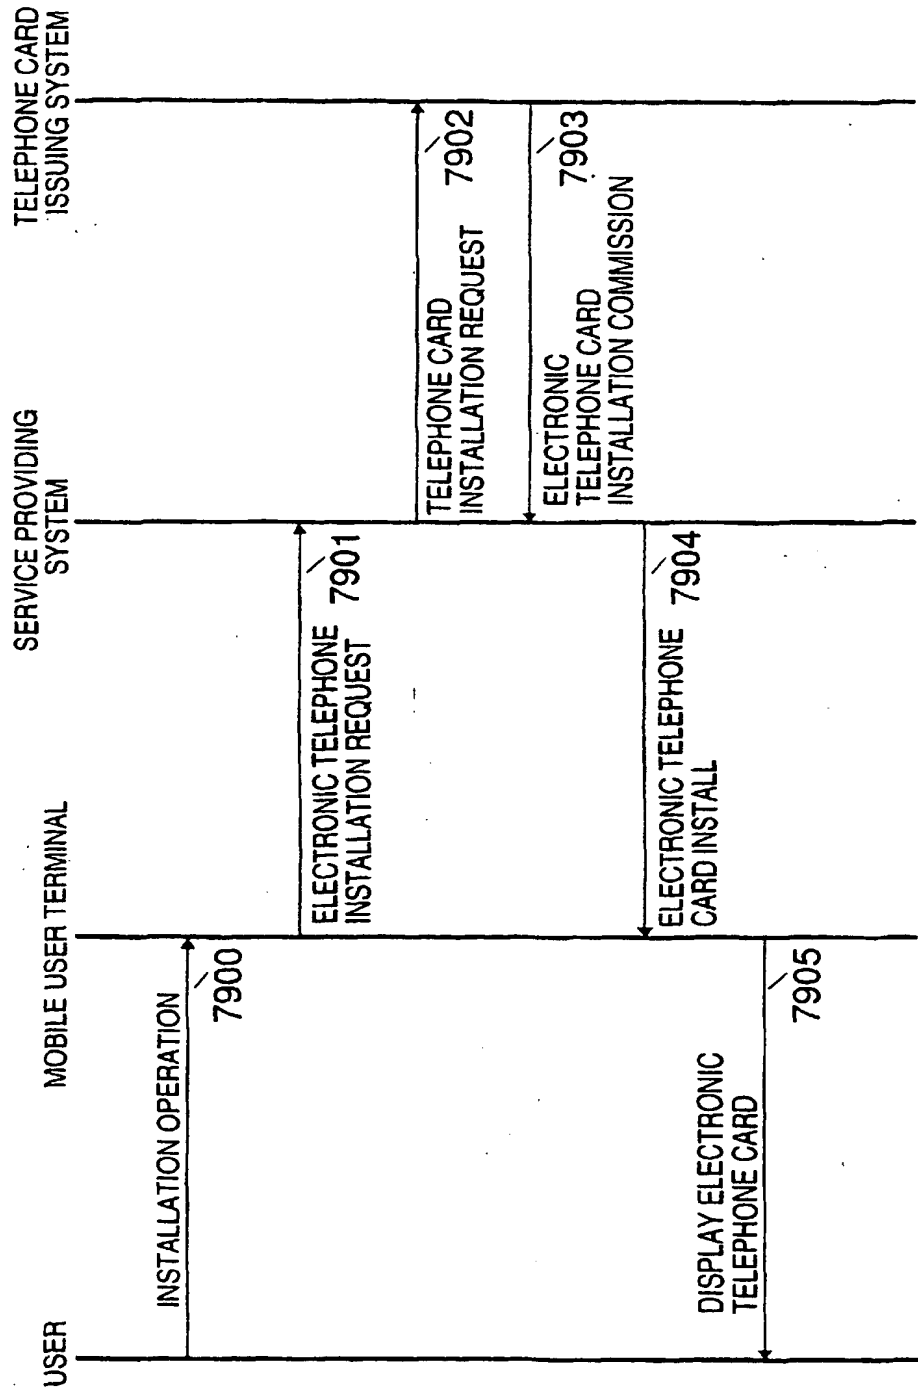 USER
MOBILE USER TERMINAL
SERVICE PROVIDING
SYSTEM
TELEPHONE CARD
ISSUING SYSTEM
INSTALLATION OPERATION
7900
ELECTRONIC TELEPHONE
INSTALLATION REQUEST
7901
TELEPHONE CARD
INSTALLATION REQUEST
7902
ELECTRONIC
TELEPHONE CARD
INSTALLATION COMMISSION
7903
ELECTRONIC TELEPHONE
CARD INSTALL
7904
DISPLAY ELECTRONIC
TELEPHONE CARD
7905